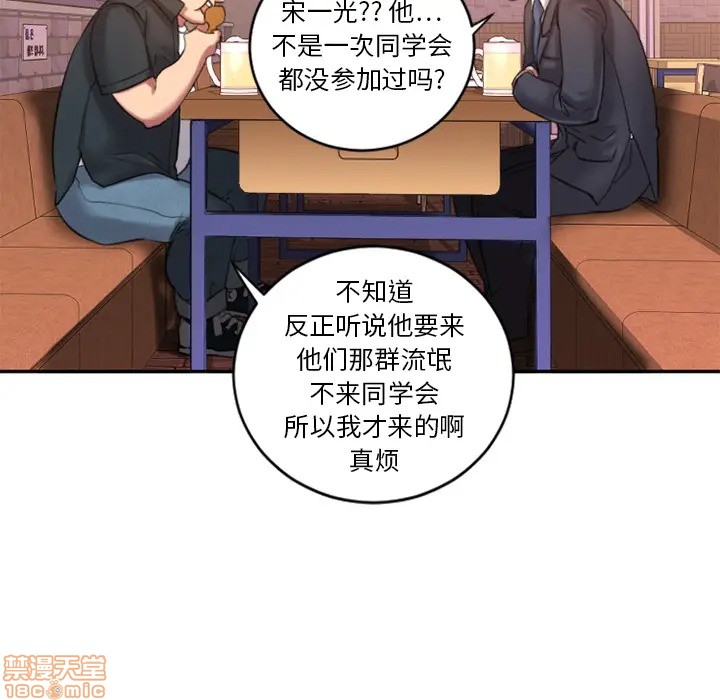 宋一光??他...
不是一次同学会
都没参加过吗?
不知道
反正听说他要来
他们那群流氓
不来同学会
所以我才来的啊
真烦
禁漫天堂
18comic